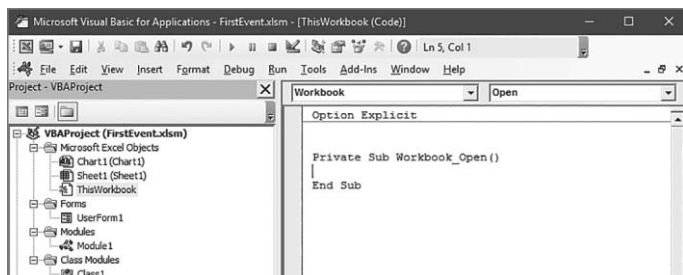 Microsoft Visual Basic for Applications - FirstEvent.xlsm - [ThisWorkbook (Code)]
Ln 5, Col 1
File Edit View Insert Format Debug Run Tools Add-Ins Window Help
Project - VBAProject
Workbook
Open
VBAProject (FirstEvent.xlsm)
Microsoft Excel Objects
Chart1 (Chart1)
Sheet1 (Sheet1)
ThisWorkbook
Forms
UserForm1
Modules
Module1
Class Modules
Class1
Option Explicit
Private Sub Workbook_Open()
End Sub